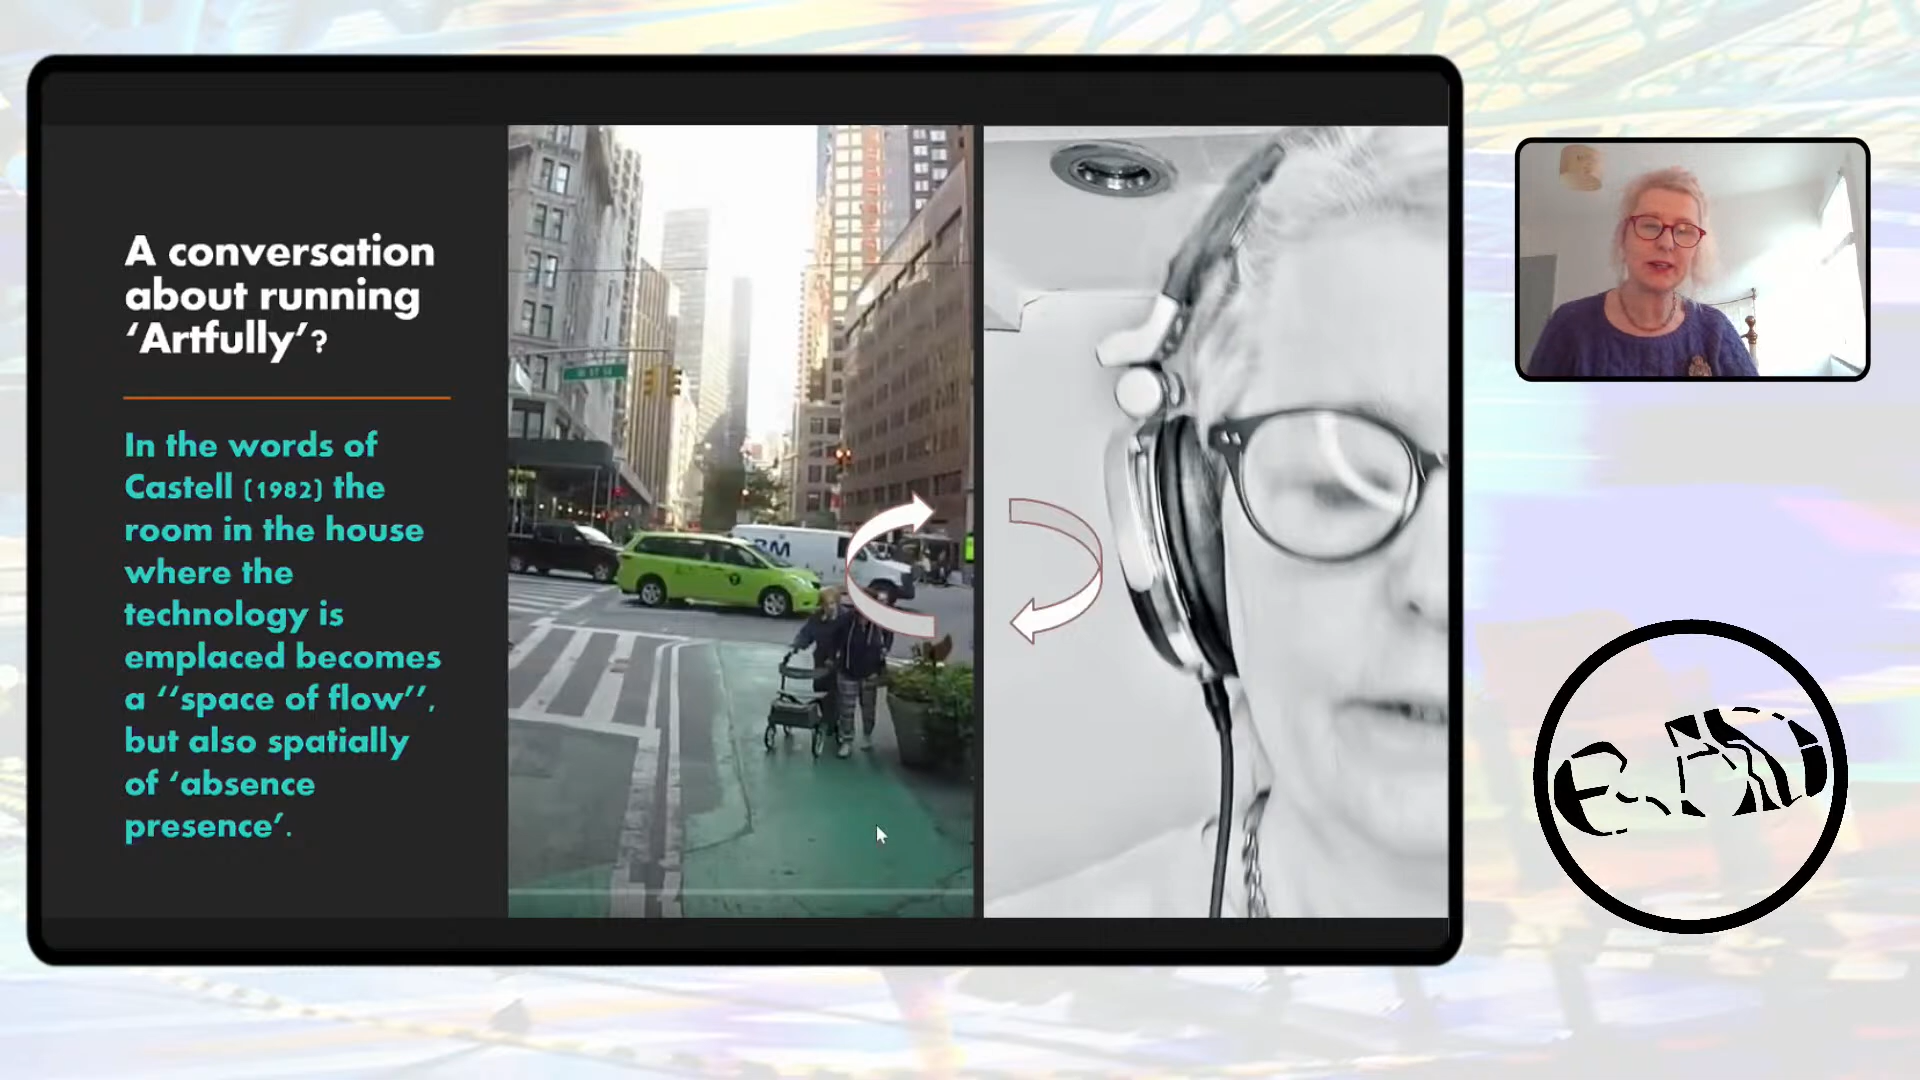 A conversation
about running
‘Artfully’?
In the words of
Castell (1982) the
room in the house
where the
technology is
emplaced becomes
a ‘‘space of flow’’,
but also spatially
of ‘absence
presence’.